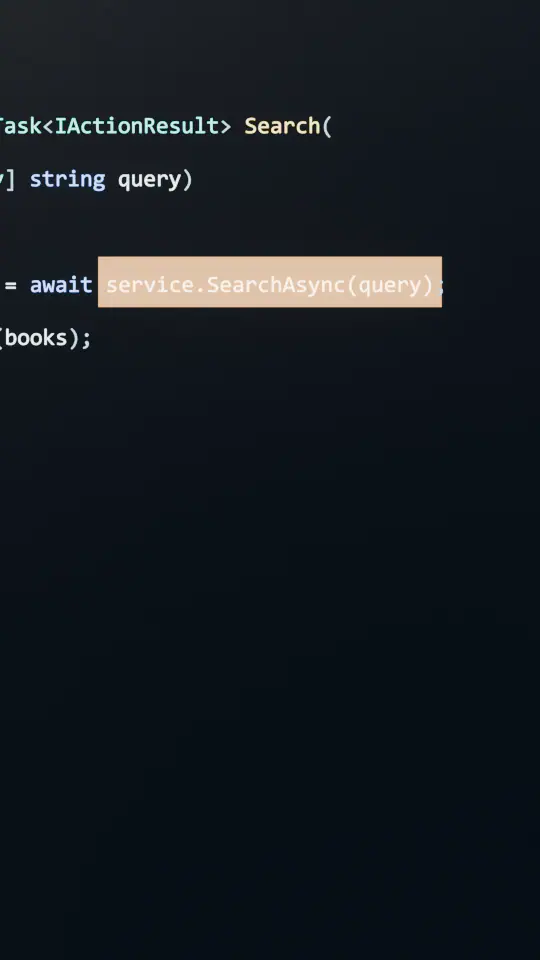 Task<IActionResult> Search(
] string query)
= await service.SearchAsync(query);
(books);